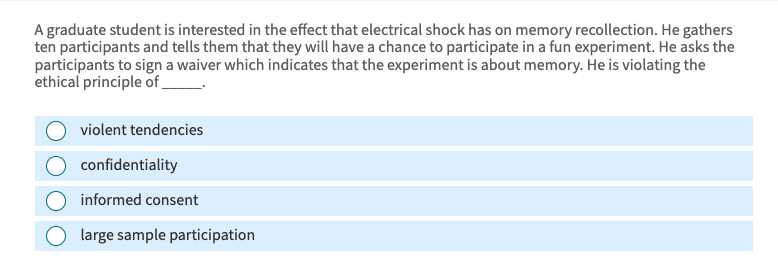 A graduate student is interested in the effect that electrical shock has on memory recollection. He gathers
ten participants and tells them that they will have a chance to participate in a fun experiment. He asks the
participants to sign a waiver which indicates that the experiment is about memory. He is violating the
ethical principle of _____.
violent tendencies
confidentiality
informed consent
large sample participation